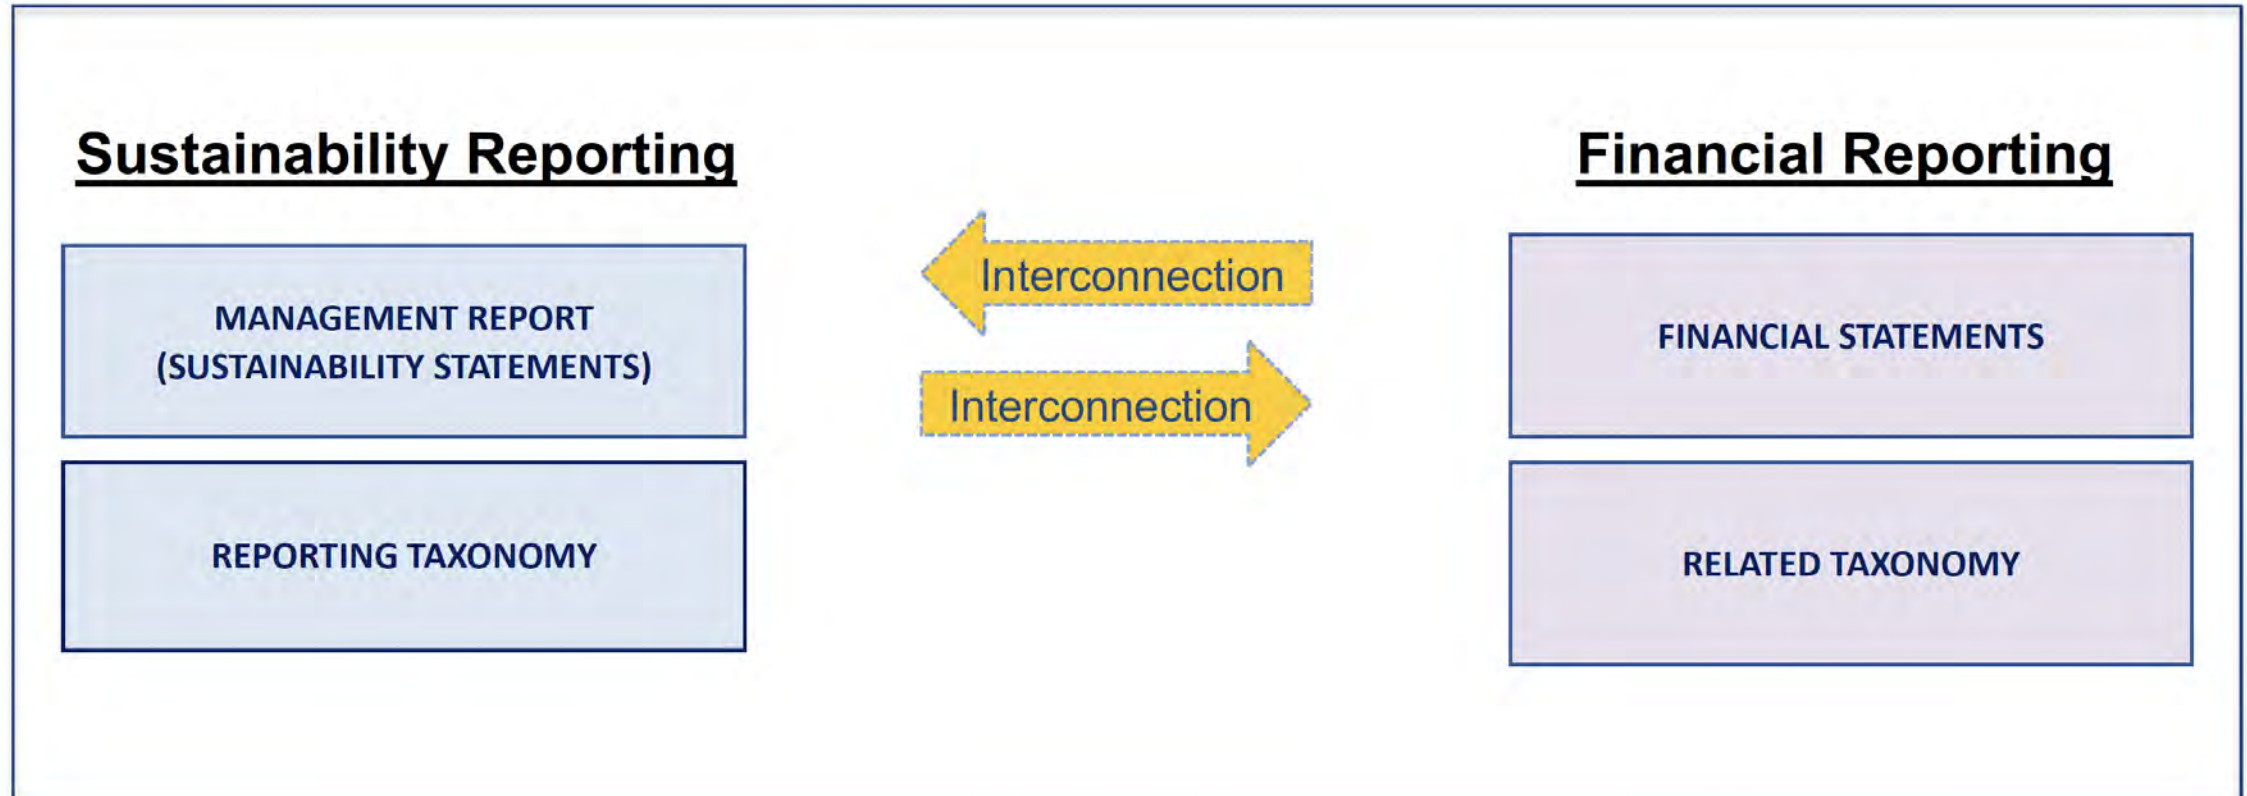 Sustainability Reporting
MANAGEMENT REPORT
(SUSTAINABILITY STATEMENTS)
REPORTING TAXONOMY
Interconnection
Interconnection
Financial Reporting
FINANCIAL STATEMENTS
RELATED TAXONOMY